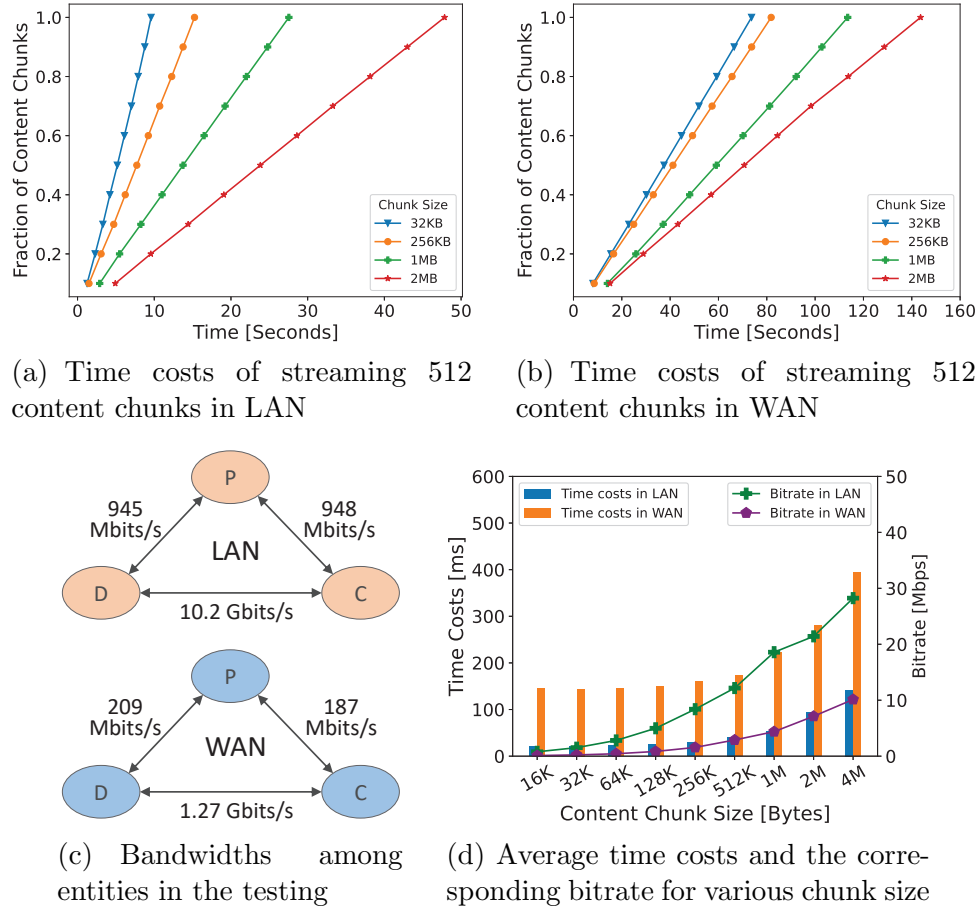 1.0
0.8
0.6
0.4
0.2
Fraction of Content Chunks
Chunk Size
32KB
256KB
1MB
2MB
0 10 20 30 40 50
Time [Seconds]
1.0
0.8
0.6
0.4
0.2
Fraction of Content Chunks
Chunk Size
32KB
256KB
1MB
2MB
0 20 40 60 80 100 120 140 160
Time [Seconds]
(a) Time costs of streaming 512
content chunks in LAN
(b) Time costs of streaming 512
content chunks in WAN
P
945
Mbits/s
948
Mbits/s
LAN
D
C
10.2 Gbits/s
P
209
Mbits/s
187
Mbits/s
WAN
D
C
1.27 Gbits/s
(c) Bandwidths among
entities in the testing
600
500
400
300
200
100
0
Time Costs [ms]
Time costs in LAN
Time costs in WAN
Bitrate in LAN
Bitrate in WAN
50
40
30
20
10
0
Bitrate [Mbps]
16K 32K 64K 128K 256K 512K 1M 2M 4M
Content Chunk Size [Bytes]
(d) Average time costs and the corre-
sponding bitrate for various chunk size